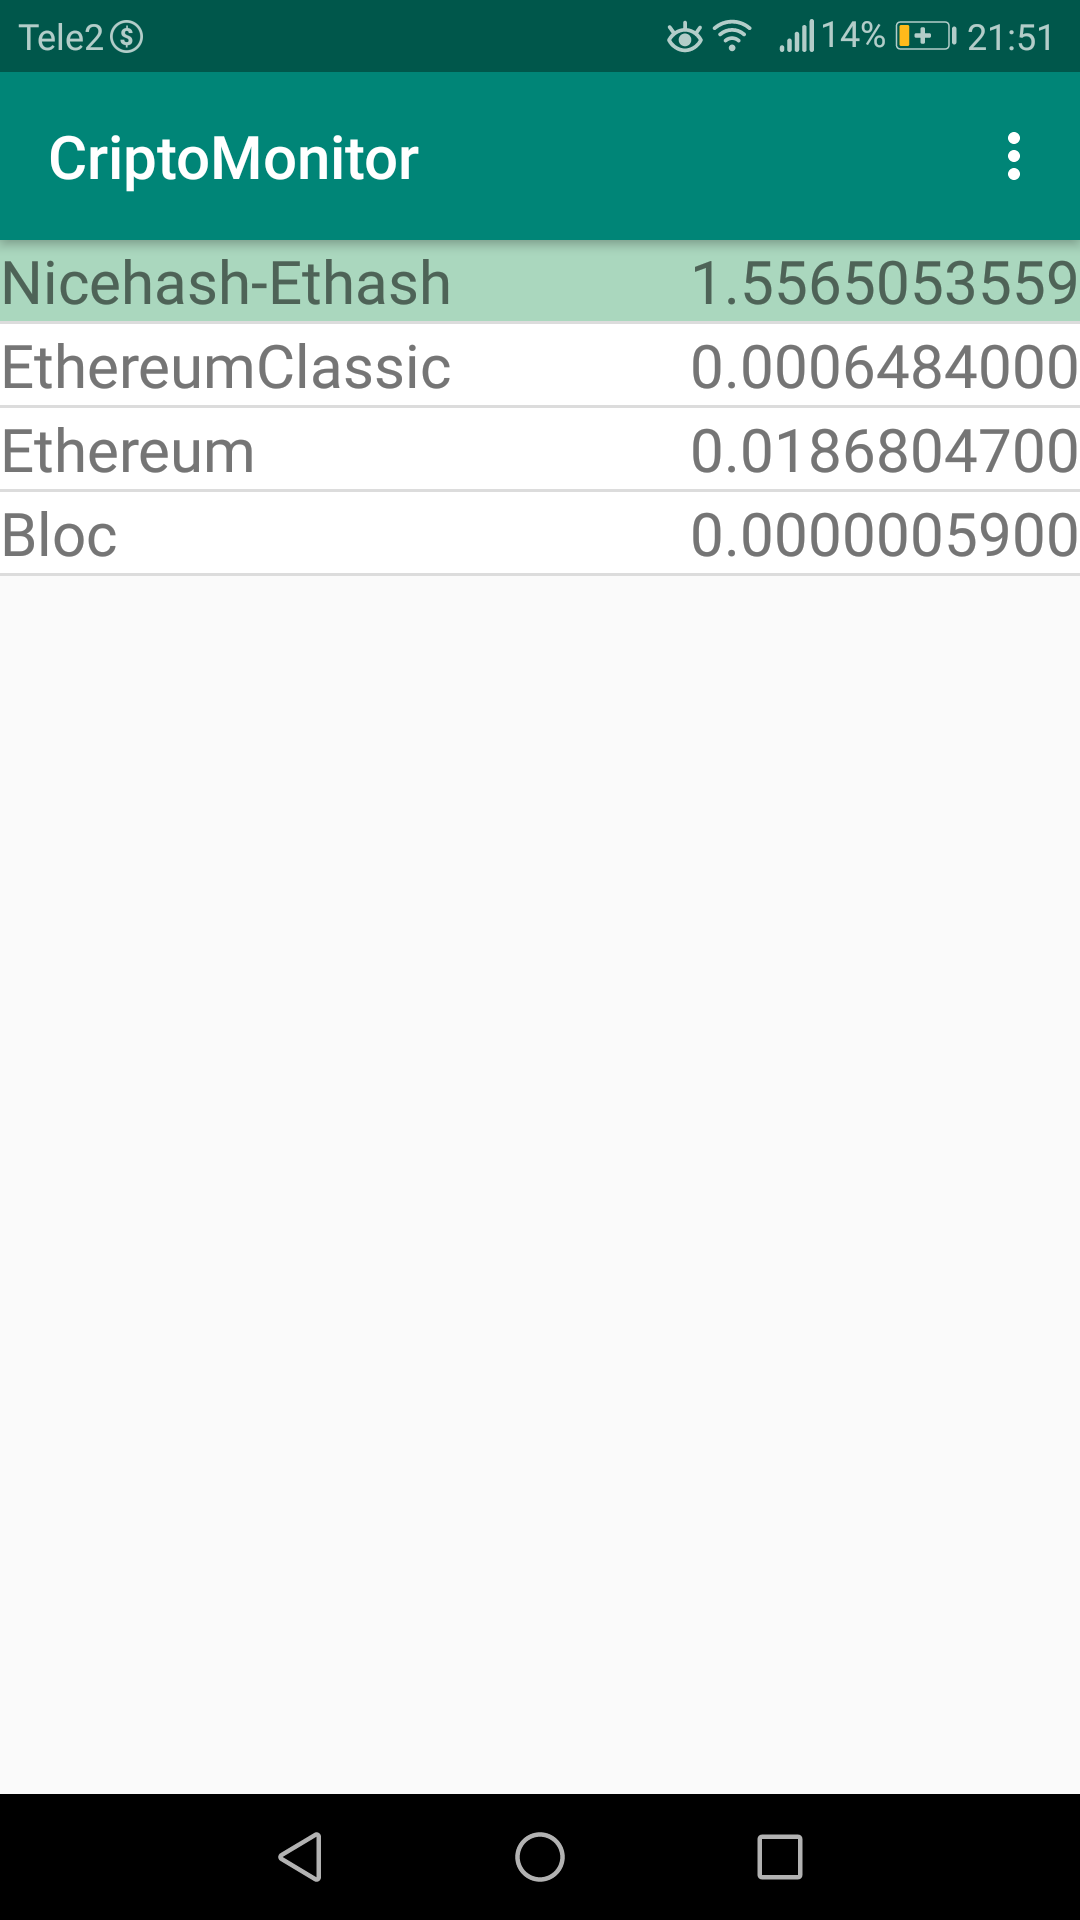 Tele2 14% 21:51
CriptoMonitor
Nicehash-Ethash 1.5565053559
EthereumClassic 0.0006484000
Ethereum 0.0186804700
Bloc 0.0000005900